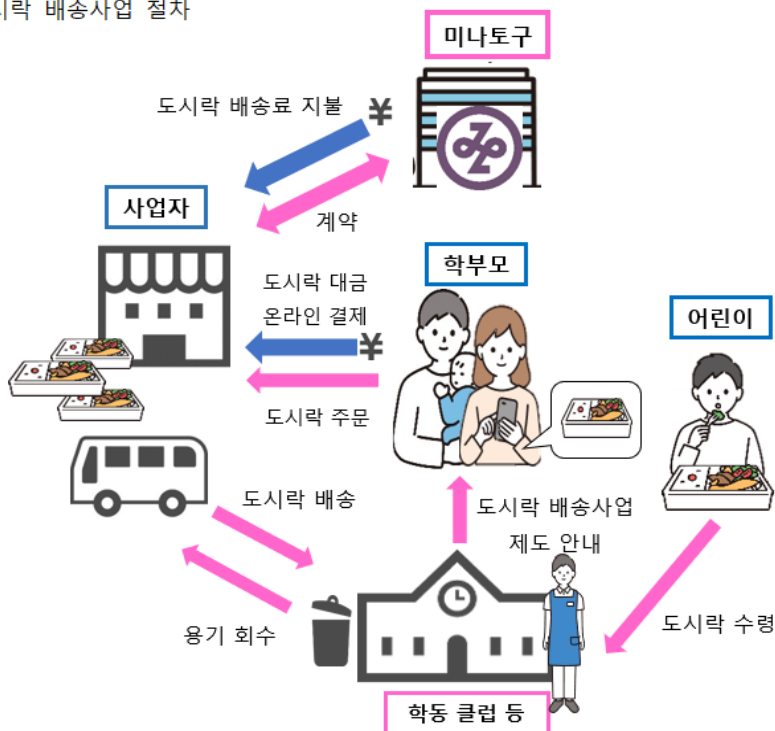 시락 배송사업 절차
미나토구
도시락 배송료 지불 ¥
계약
사업자
도시락 대금
온라인 결제
¥
도시락 주문
학부모
어린이
도시락 배송
용기 회수
도시락 배송사업
제도 안내
도시락 수령
학동 클럽 등